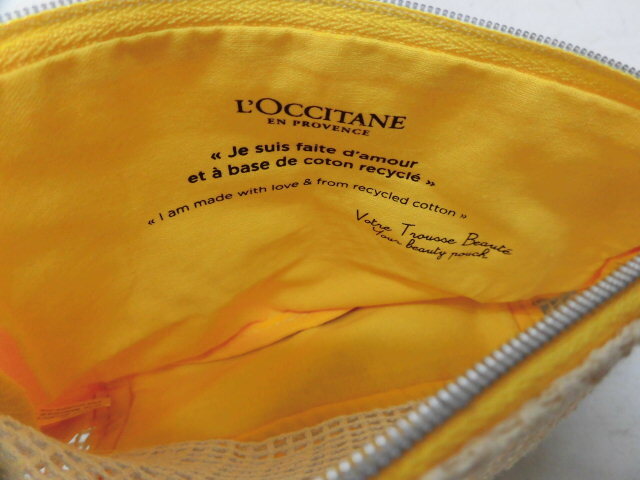 L'OCCITANE
EN PROVENCE
« Je suis faite d'amour
et à base de coton recyclé »
« I am made with love & from recycled cotton »
Votre Trousse Beauté
Your beauty pouch